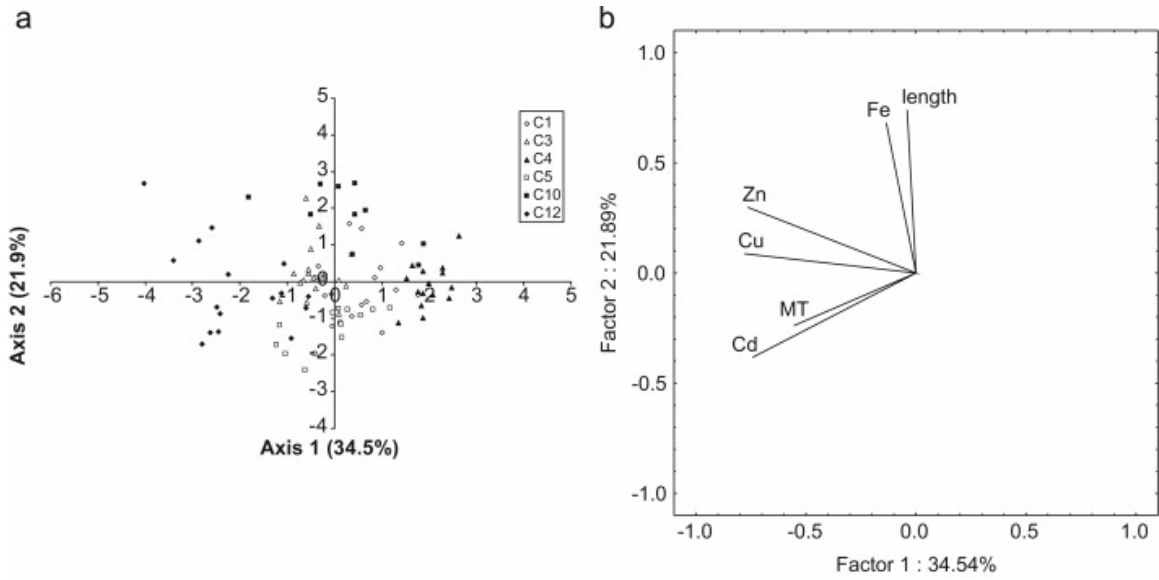 a
5
4
3
2
1
0
-1
-2
-3
-4
-6 -5 -4 -3 -2 -1 0 1 2 3 4 5
Axis 2 (21.9%)
Axis 1 (34.5%)
C1
C3
C4
C5
C10
C12
b
1.0
0.5
0.0
-0.5
-1.0
Factor 2 : 21.89%
Fe length
Zn
Cu
MT
Cd
-1.0 -0.5 0.0 0.5 1.0
Factor 1 : 34.54%